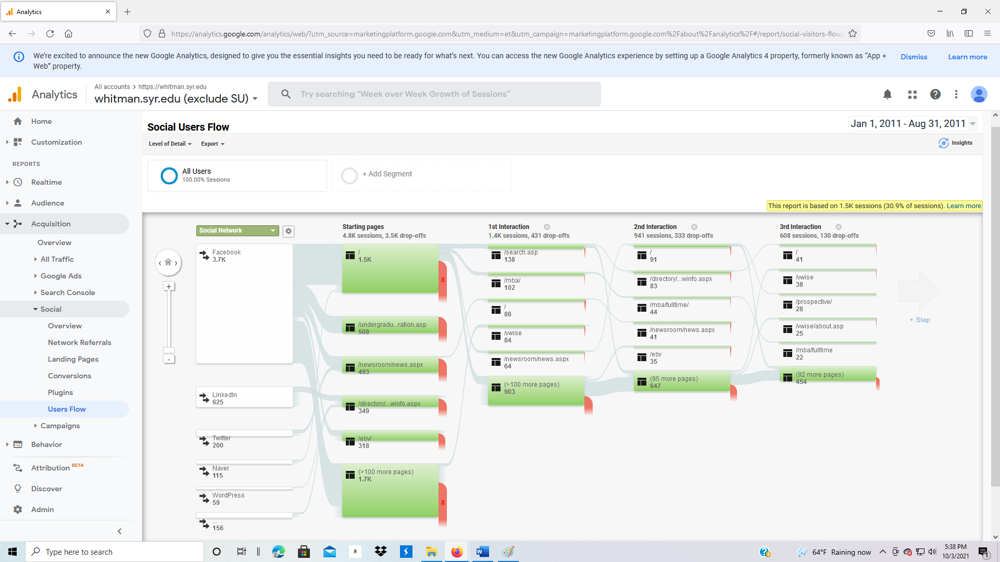 Analytics
https://analytics.google.com/analytics/web/?utm_source=marketingplatform.google.com&utm_medium=et&utm_campaign=marketingplatform.google.com%2Fabout%2Fanalytics%2F#/report/social-visitors-flow/
We're excited to announce the new Google Analytics, designed to give you the essential insights you need to be ready for what's next. You can access the new Google Analytics experience by setting up a Google Analytics 4 property, formerly known as "App +
Web" property.
Dismiss
Learn more
Analytics
All accounts > https://whitman.syr.edu
whitman.syr.edu (exclude SU)
Try searching "Week over Week Growth of Sessions"
Home
Customization
REPORTS
Realtime
Audience
Acquisition
Overview
All Traffic
Google Ads
Search Console
Social
Overview
Network Referrals
Landing Pages
Conversions
Plugins
Users Flow
Campaigns
Behavior
Attribution BETA
Discover
Admin
Social Users Flow
Jan 1, 2011 - Aug 31, 2011
Level of Detail
Export
Insights
All Users
100.00% Sessions
+ Add Segment
This report is based on 1.5K sessions (30.9% of sessions). Learn more
Social Network
Facebook
3.7K
LinkedIn
625
Twitter
200
Naver
115
WordPress
59
...
156
+
-
Starting pages
4.8K sessions, 3.5K drop-offs
/
1.5K
/undergradu...ration.asp
508
/newsroom/news.aspx
493
/directory/...winfo.aspx
349
/ebv/
318
(>100 more pages)
1.7K
1st Interaction
1.4K sessions, 431 drop-offs
/search.asp
138
/mba/
102
/
86
/vwise
84
/newsroom/news.aspx
64
(>100 more pages)
903
2nd Interaction
941 sessions, 333 drop-offs
/
91
/directory/...winfo.aspx
83
/mba/fulltime/
44
/newsroom/news.aspx
41
/ebv
35
(95 more pages)
647
3rd Interaction
608 sessions, 130 drop-offs
/
41
/vwise
38
/prospective/
28
/vwise/about.asp
25
/mba/fulltime
22
(92 more pages)
454
+ Step
Type here to search
a
64°F Raining now
5:38 PM
10/3/2021
1